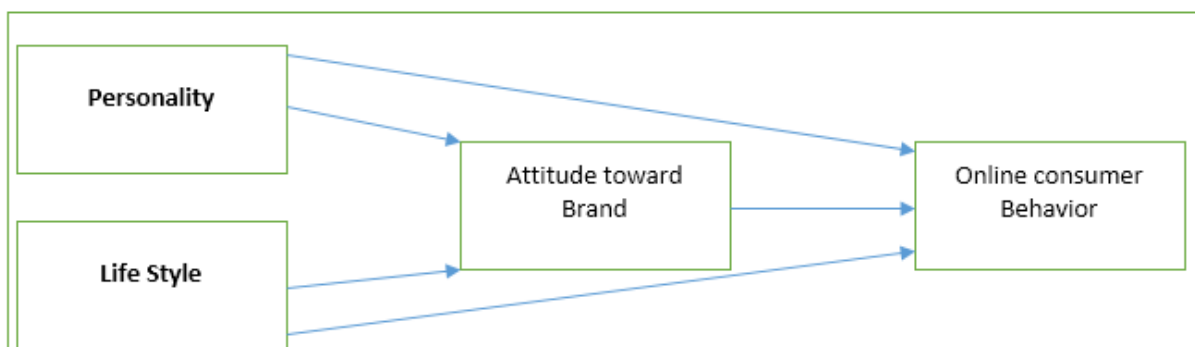 Personality
Attitude toward
Brand
Online consumer
Behavior
Life Style